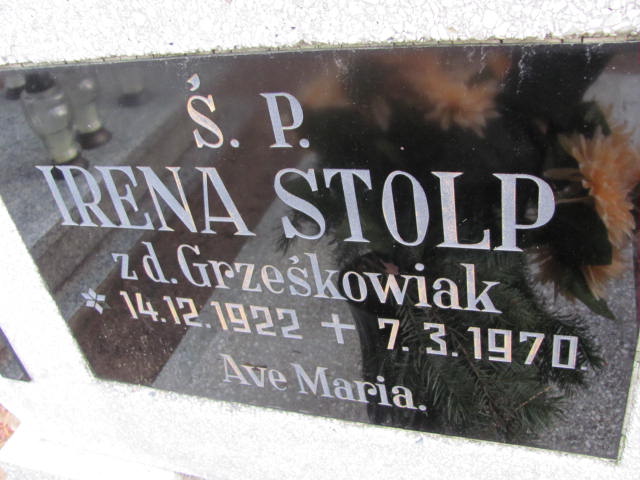 Ś. P.
IRENA STOLP
z d. Grześkowiak
* 14.12.1922 + 7.3.1970.
Ave Maria.